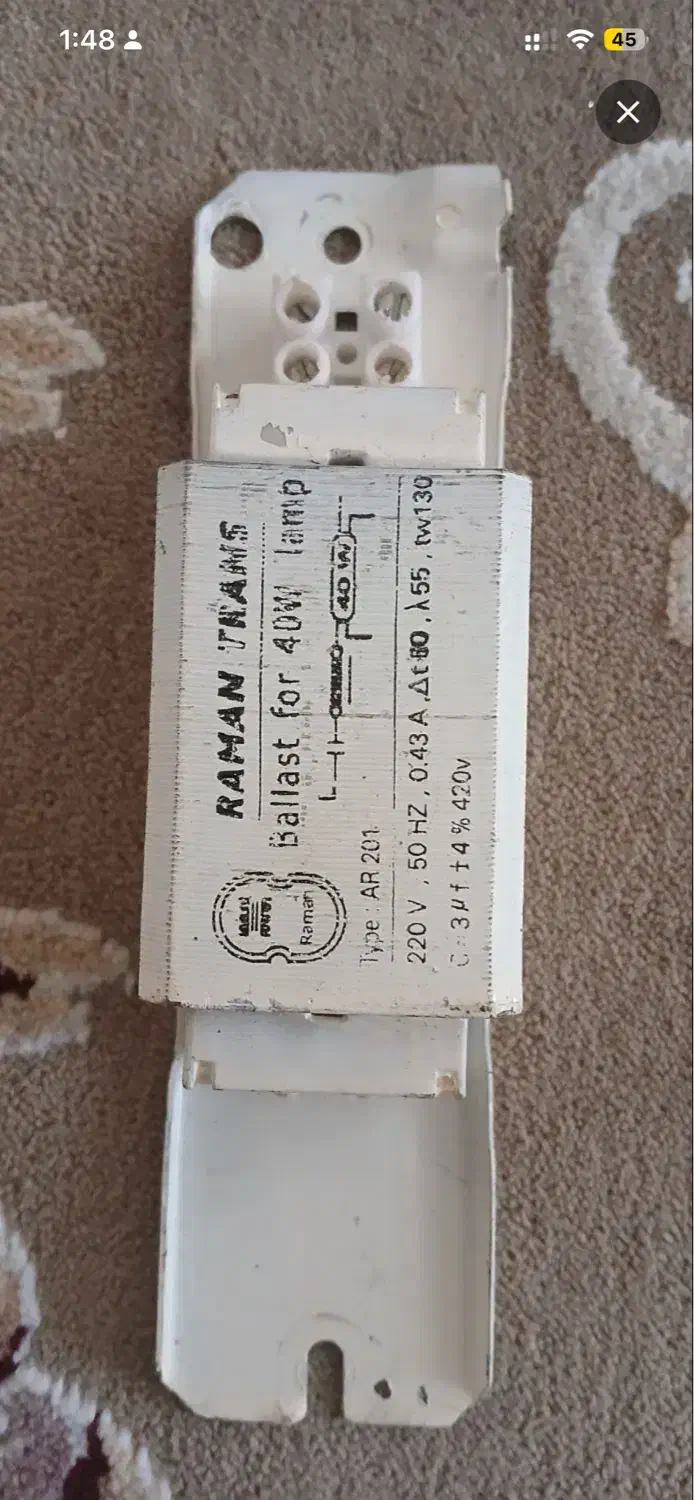 1:48
45
RAMAN TRAMS
Ballast for 40W lamp
40 W
Raman
Type: AR 201
220 V , 50 HZ , 0.43 A , Δt 60 , λ 55 , tw130
C = 3 μf ± 4 % 420v